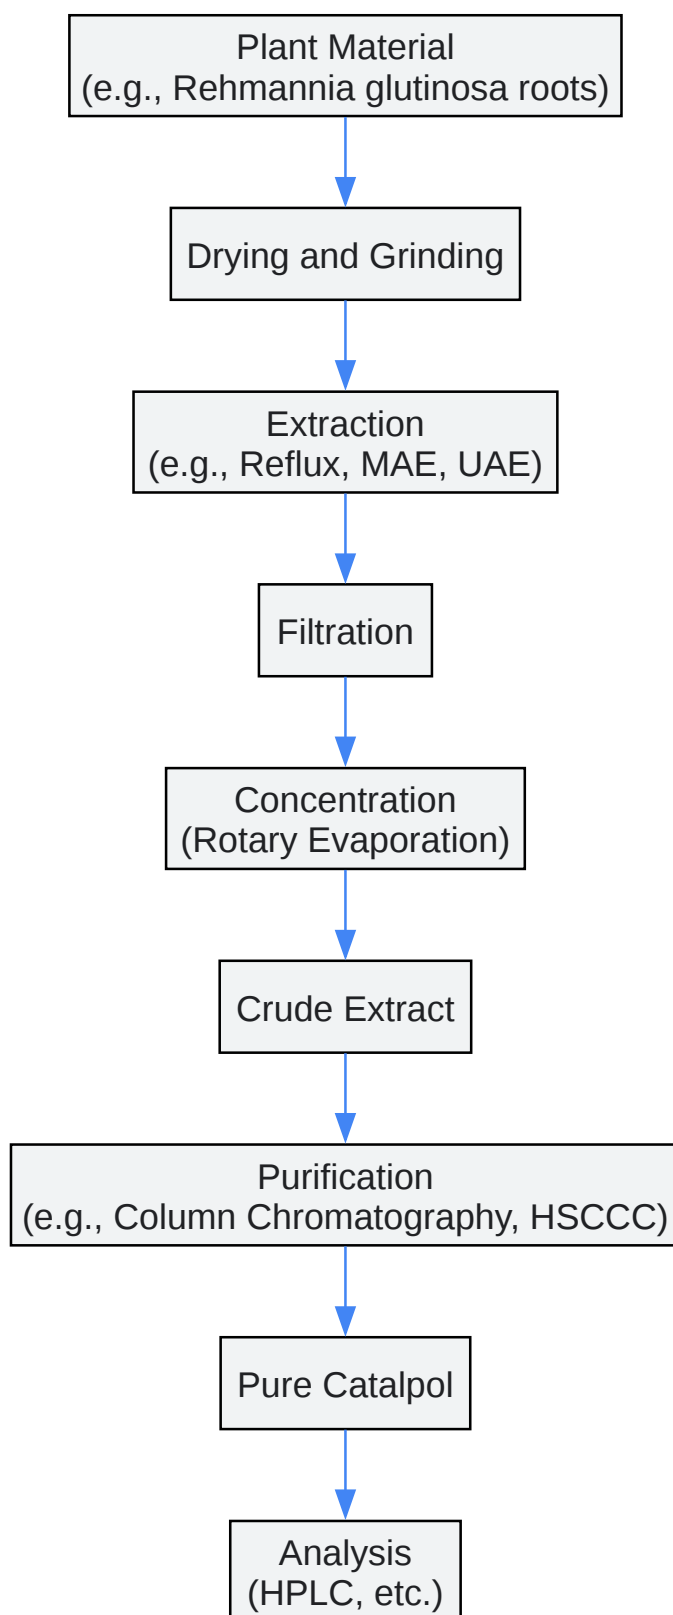 Plant Material
(e.g., Rehmannia glutinosa roots)
Drying and Grinding
Extraction
(e.g., Reflux, MAE, UAE)
Filtration
Concentration
(Rotary Evaporation)
Crude Extract
Purification
(e.g., Column Chromatography, HSCCC)
Pure Catalpol
Analysis
(HPLC, etc.)